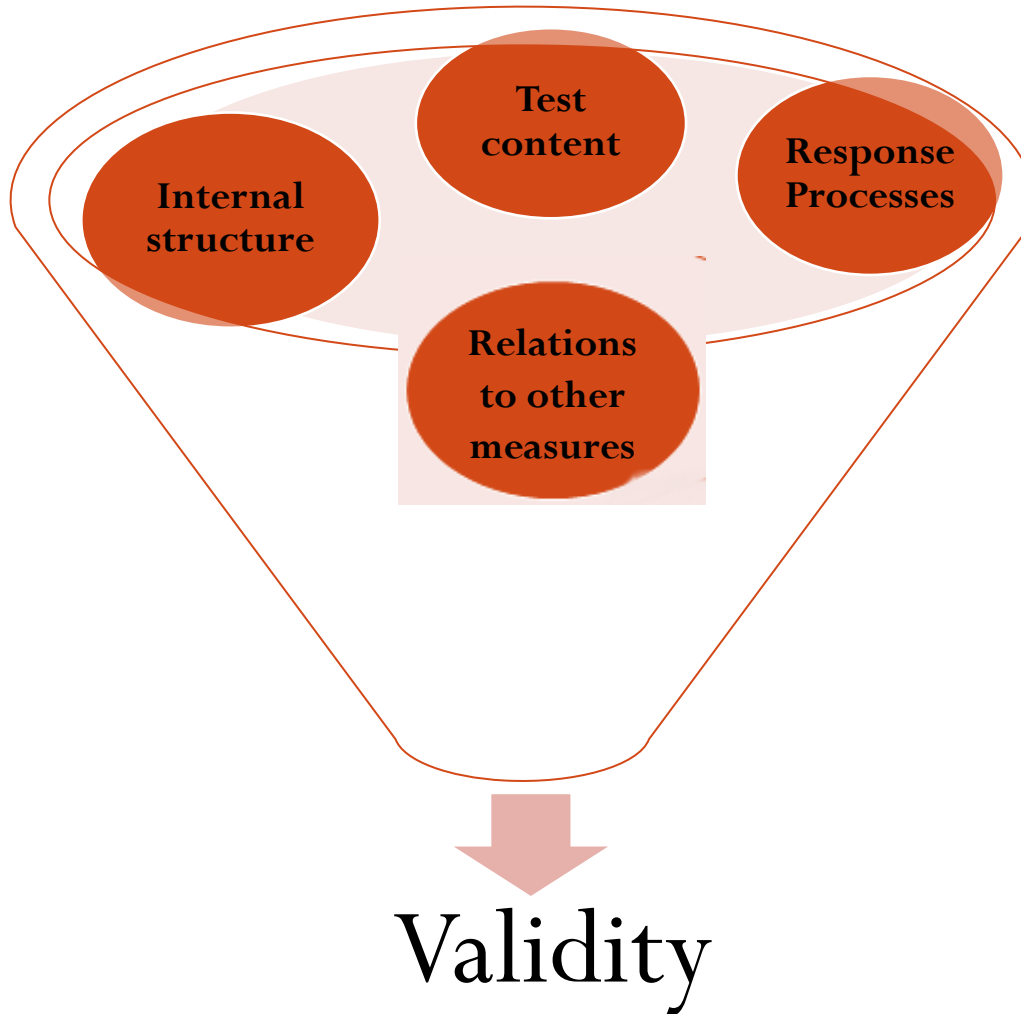 Test
content
Response
Processes
Internal
structure
Relations
to other
measures
Validity